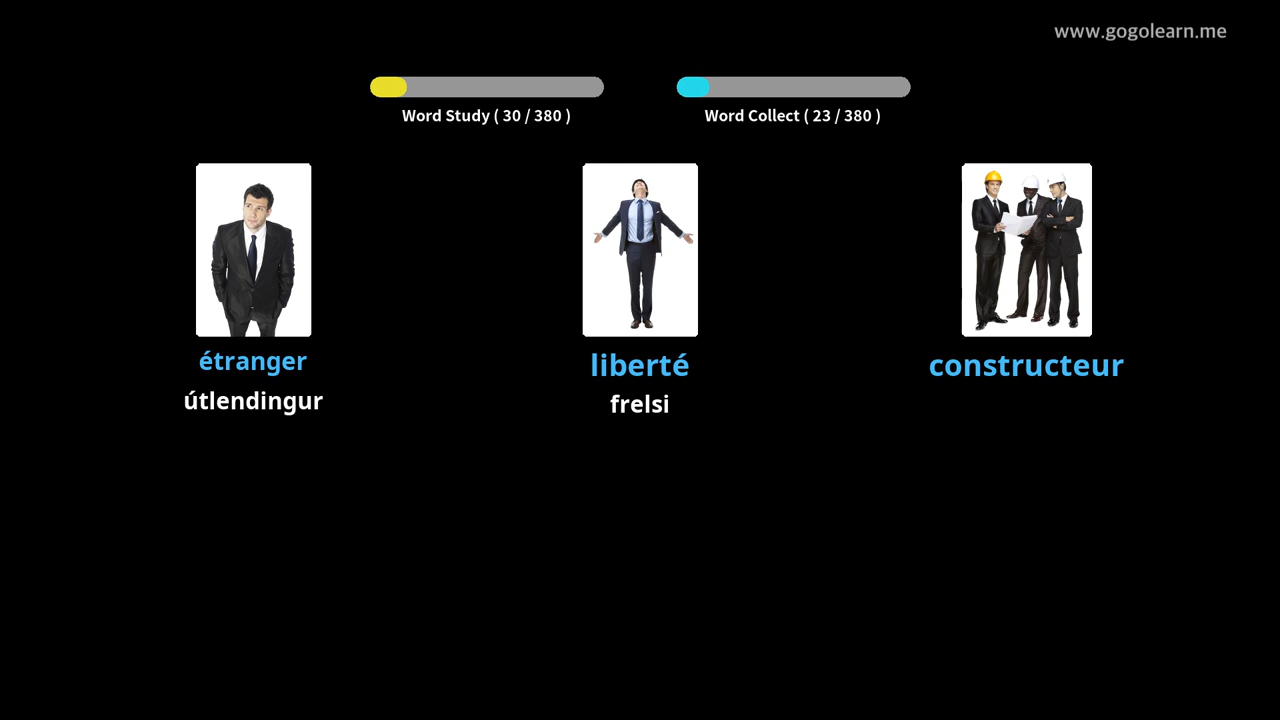 www.gogolearn.me
Word Study ( 30 / 380 )
Word Collect ( 23 / 380 )
étranger
liberté
constructeur
útlendingur
frelsi